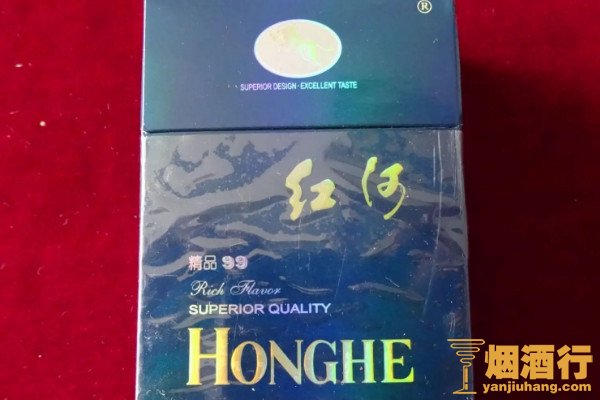 ®
SUPERIOR DESIGN·EXCELLENT TASTE
红河
精品 99
Rich Flavor
SUPERIOR QUALITY
HONGHE
烟酒行
yanjiuhang.com